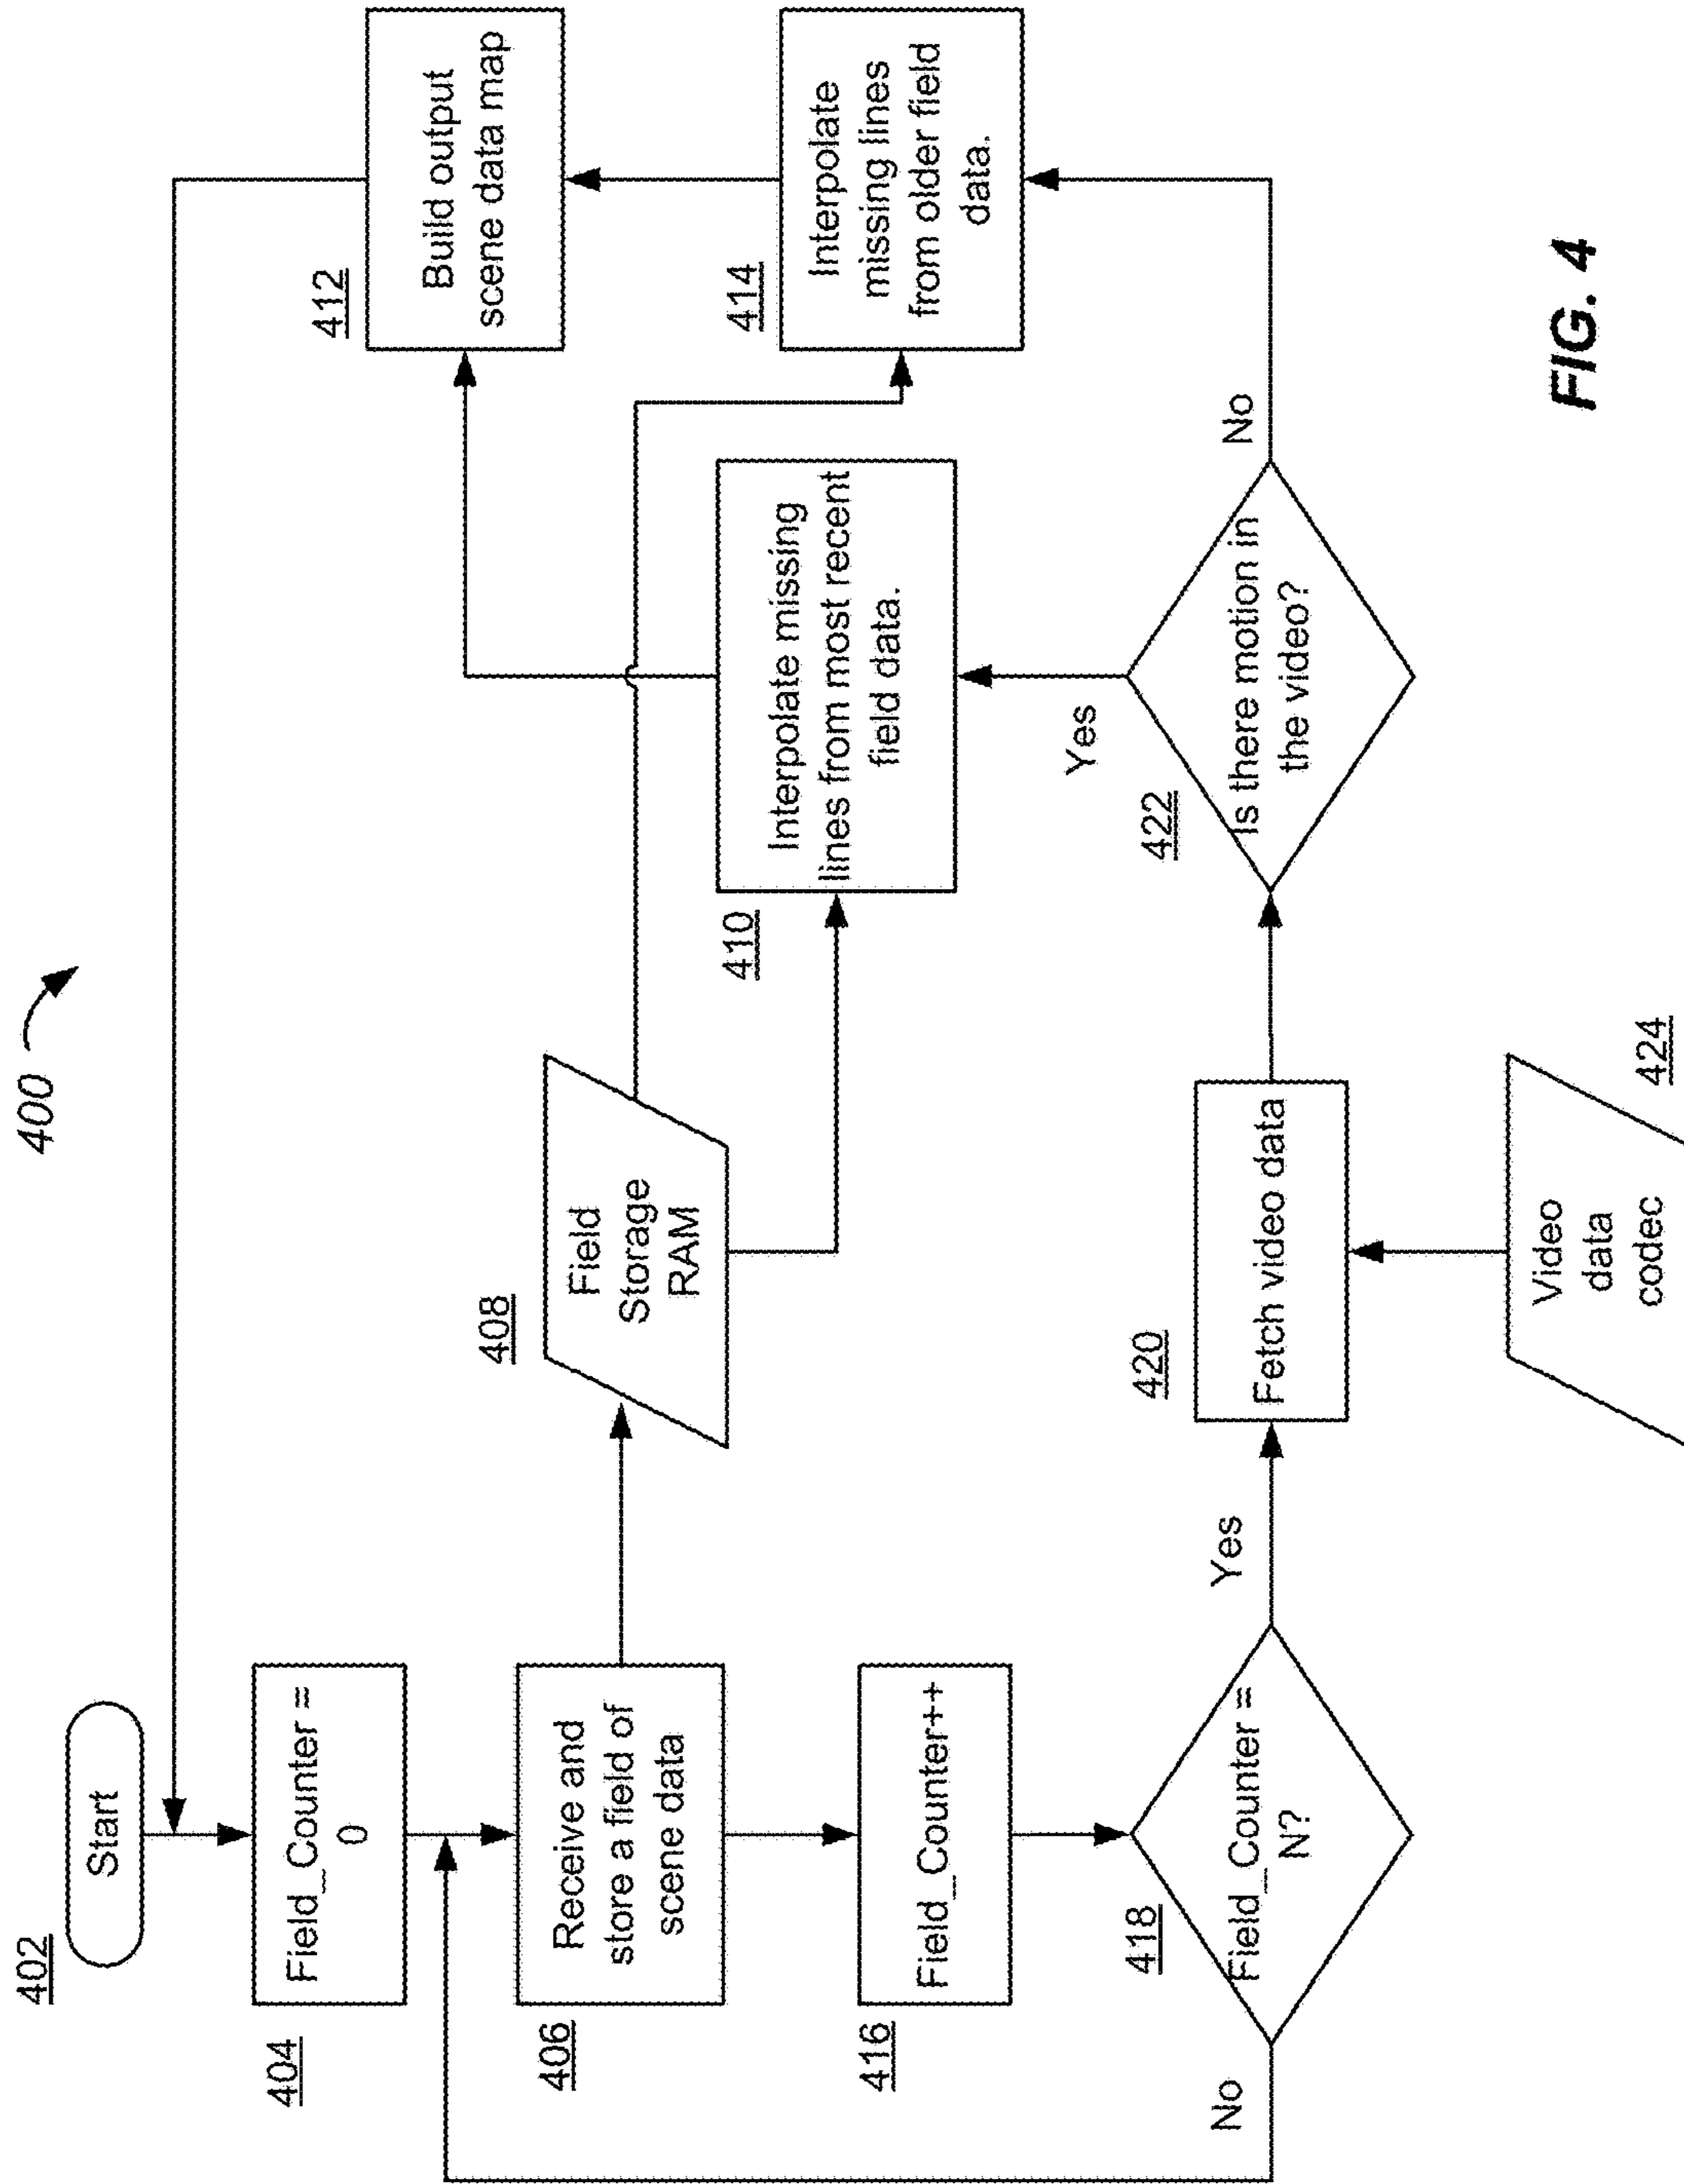 400
402
Start
404
Field_Counter =
0
406
Receive and
store a field of
scene data
408
Field
Storage
RAM
410
Interpolate missing
lines from most recent
field data.
412
Build output
scene data map
414
Interpolate
missing lines
from older field
data.
416
Field_Counter++
418
Field_Counter =
N?
No
Yes
420
Fetch video data
422
Is there motion in
the video?
Yes
No
424
Video
data
codec
FIG. 4